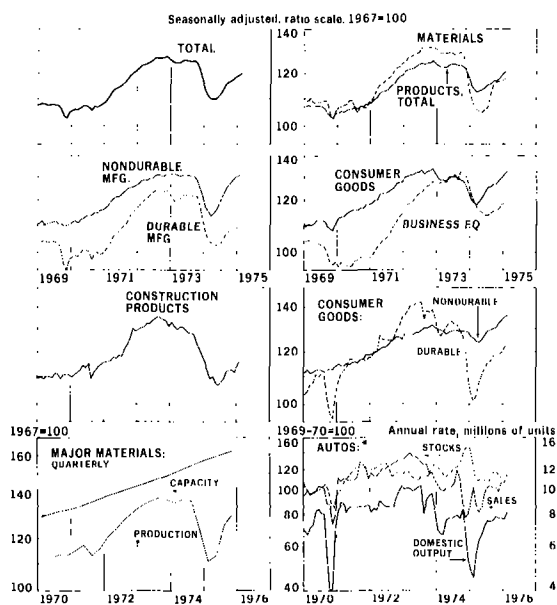 Seasonally adjusted, ratio scale, 1967=100
TOTAL
140
120
100
MATERIALS
PRODUCTS,
TOTAL
NONDURABLE
MFG.
DURABLE
MFG
140
120
100
CONSUMER
GOODS
BUSINESS EQ
1969
1971
1973
1975
1969
1971
1973
1975
CONSTRUCTION
PRODUCTS
140
120
100
CONSUMER
GOODS:
NONDURABLE
DURABLE
1967=100
MAJOR MATERIALS:
QUARTERLY
CAPACITY
PRODUCTION
160
140
120
100
1970
1972
1974
1976
1969-70=100
Annual rate, millions of units
AUTOS:*
STOCKS
SALES
DOMESTIC
OUTPUT
160
120
100
80
60
40
16
12
10
8
6
4
1970
1972
1974
1976